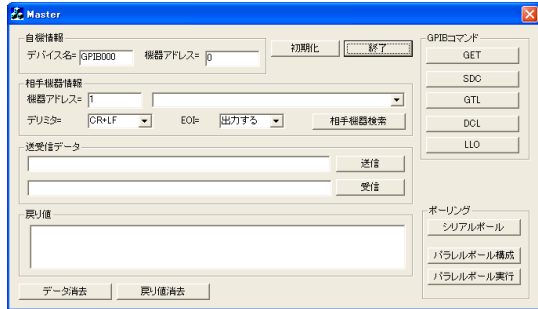 Master
自機情報
デバイス名= GPIB000 機器アドレス= 0
初期化
終了
相手機器情報
機器アドレス= 1
デリミタ= CR+LF EOI= 出力する 相手機器検索
送受信データ
送信
受信
戻り値
データ消去 戻り値消去
GPIBコマンド
GET
SDC
GTL
DCL
LLO
ポーリング
シリアルポール
パラレルポール構成
パラレルポール実行